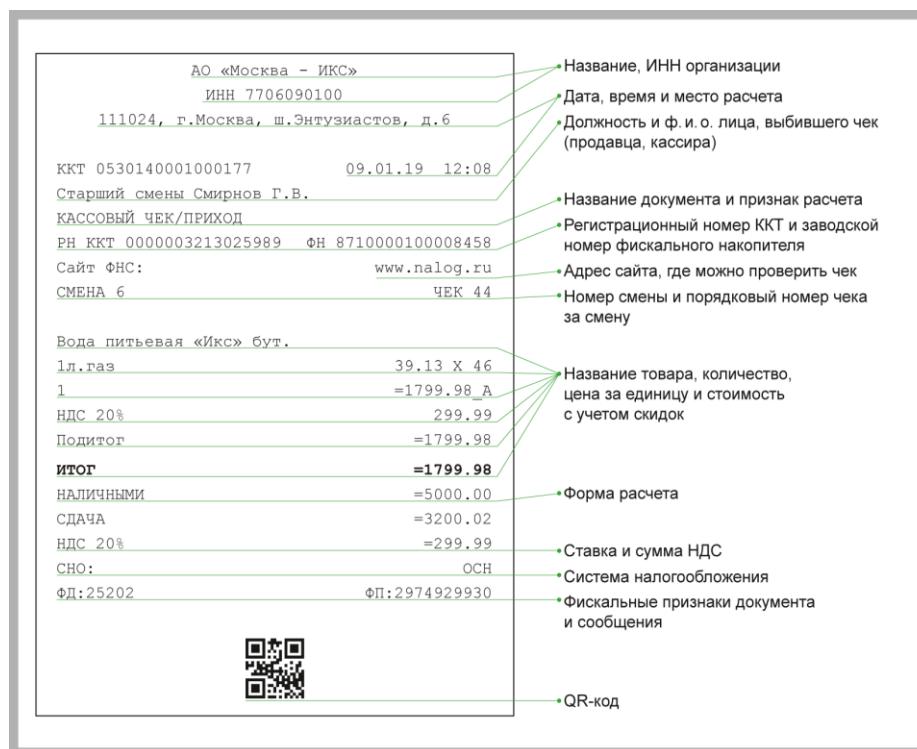 АО «Москва - ИКС»
ИНН 7706090100
111024, г.Москва, ш.Энтузиастов, д.6
ККТ 0530140001000177 09.01.19 12:08
Старший смены Смирнов Г.В.
КАССОВЫЙ ЧЕК/ПРИХОД
РН ККТ 0000003213025989 ФН 8710000100008458
Сайт ФНС: www.nalog.ru
СМЕНА 6 ЧЕК 44
Вода питьевая «Икс» бут.
1л.газ 39.13 X 46
1 =1799.98_А
НДС 20% 299.99
Подитог =1799.98
ИТОГ =1799.98
НАЛИЧНЫМИ =5000.00
СДАЧА =3200.02
НДС 20% =299.99
СНО: ОСН
ФД:25202 ФП:2974929930
Название, ИНН организации
Дата, время и место расчета
Должность и ф. и. о. лица, выбившего чек
(продавца, кассира)
Название документа и признак расчета
Регистрационный номер ККТ и заводской
номер фискального накопителя
Адрес сайта, где можно проверить чек
Номер смены и порядковый номер чека
за смену
Название товара, количество,
цена за единицу и стоимость
с учетом скидок
Форма расчета
Ставка и сумма НДС
Система налогообложения
Фискальные признаки документа
и сообщения
QR-код